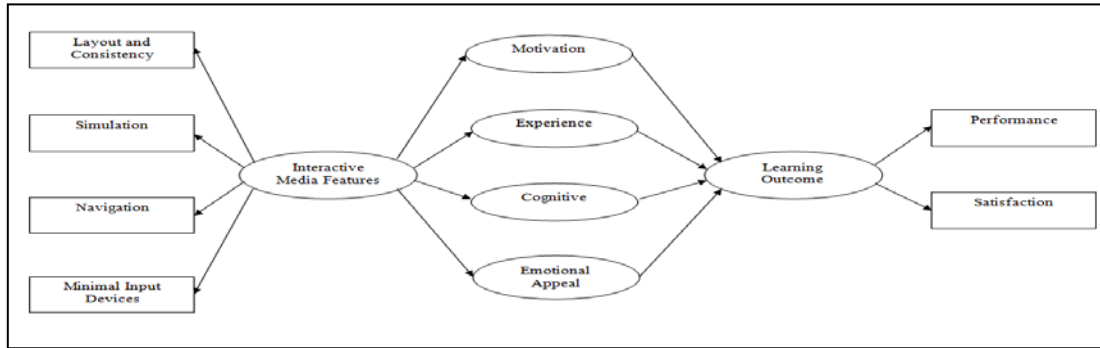 Layout and
Consistency
Simulation
Navigation
Minimal Input
Devices
Interactive
Media Features
Motivation
Experience
Cognitive
Emotional
Appeal
Learning
Outcome
Performance
Satisfaction